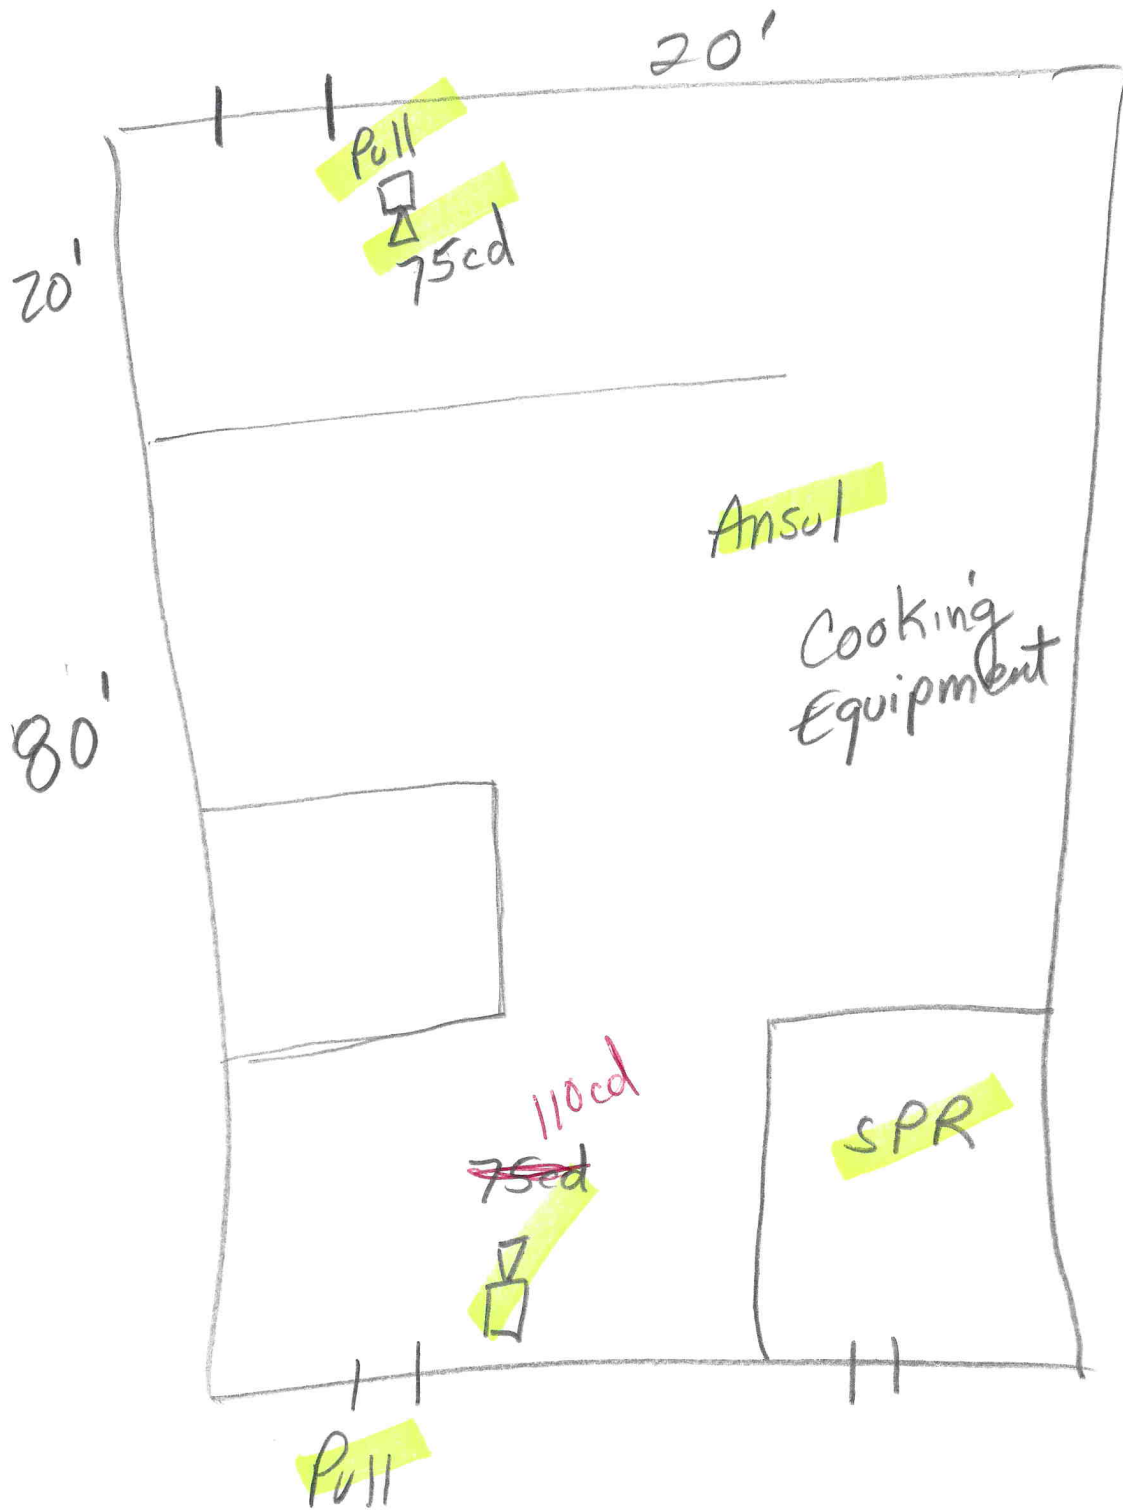 20'
Pull
75cd
20'
Ansul
Cooking
Equipment
80'
110cd
75cd
SPR
Pull